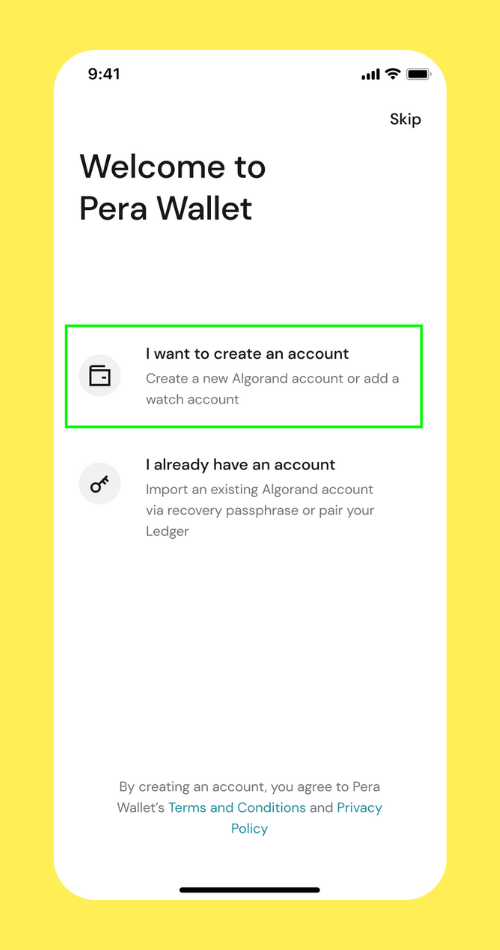 9:41
Skip
Welcome to
Pera Wallet
I want to create an account
Create a new Algorand account or add a
watch account
I already have an account
Import an existing Algorand account
via recovery passphrase or pair your
Ledger
By creating an account, you agree to Pera
Wallet’s Terms and Conditions and Privacy
Policy